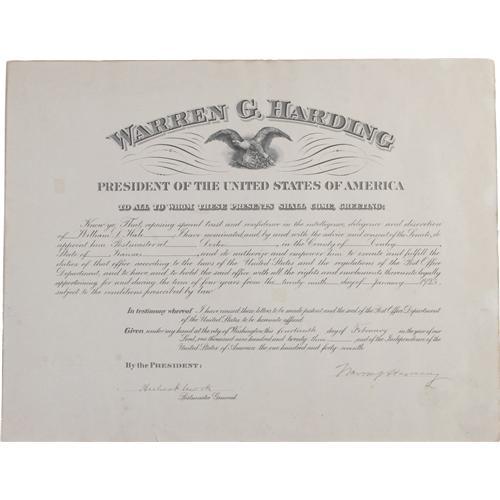 WARREN G. HARDING
PRESIDENT OF THE UNITED STATES OF AMERICA
TO ALL TO WHOM THESE PRESENTS SHALL COME, GREETING:
Know ye That, reposing special trust and confidence in the intelligence, diligence and discretion
of William L. I have nominated, and by and with the advice and consent of the Senate, do
appoint him Postmaster at Dexter, in the County of Cowley,
State of Kansas and do authorize and empower him to execute and fulfill the
duties of that office according to the laws of the United States and the regulations of the Post Office
Department, and to have and to hold the said office with all the rights and emoluments thereunto legally
appertaining for and during the term of four years from the twenty ninth day of January 1923,
subject to the conditions prescribed by law.
In testimony whereof I have caused these letters to be made patent and the seal of the Post Office Department
of the United States to be hereunto affixed.
Given under my hand at the city of Washington this day of February in the year of our
Lord, one thousand nine hundred and twenty three and of the Independence of the
United States of America the one hundred and forty-seventh.
By the PRESIDENT:
Warren G Harding
Hubert Work
Postmaster General.